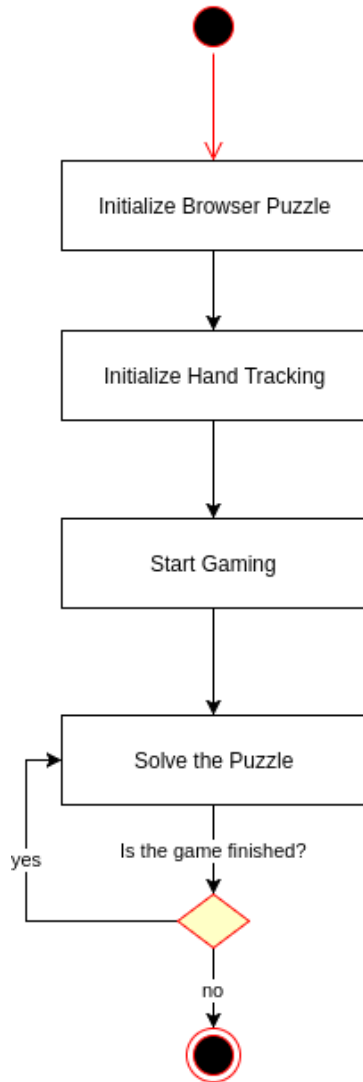 Initialize Browser Puzzle
Initialize Hand Tracking
Start Gaming
Solve the Puzzle
Is the game finished?
yes
no